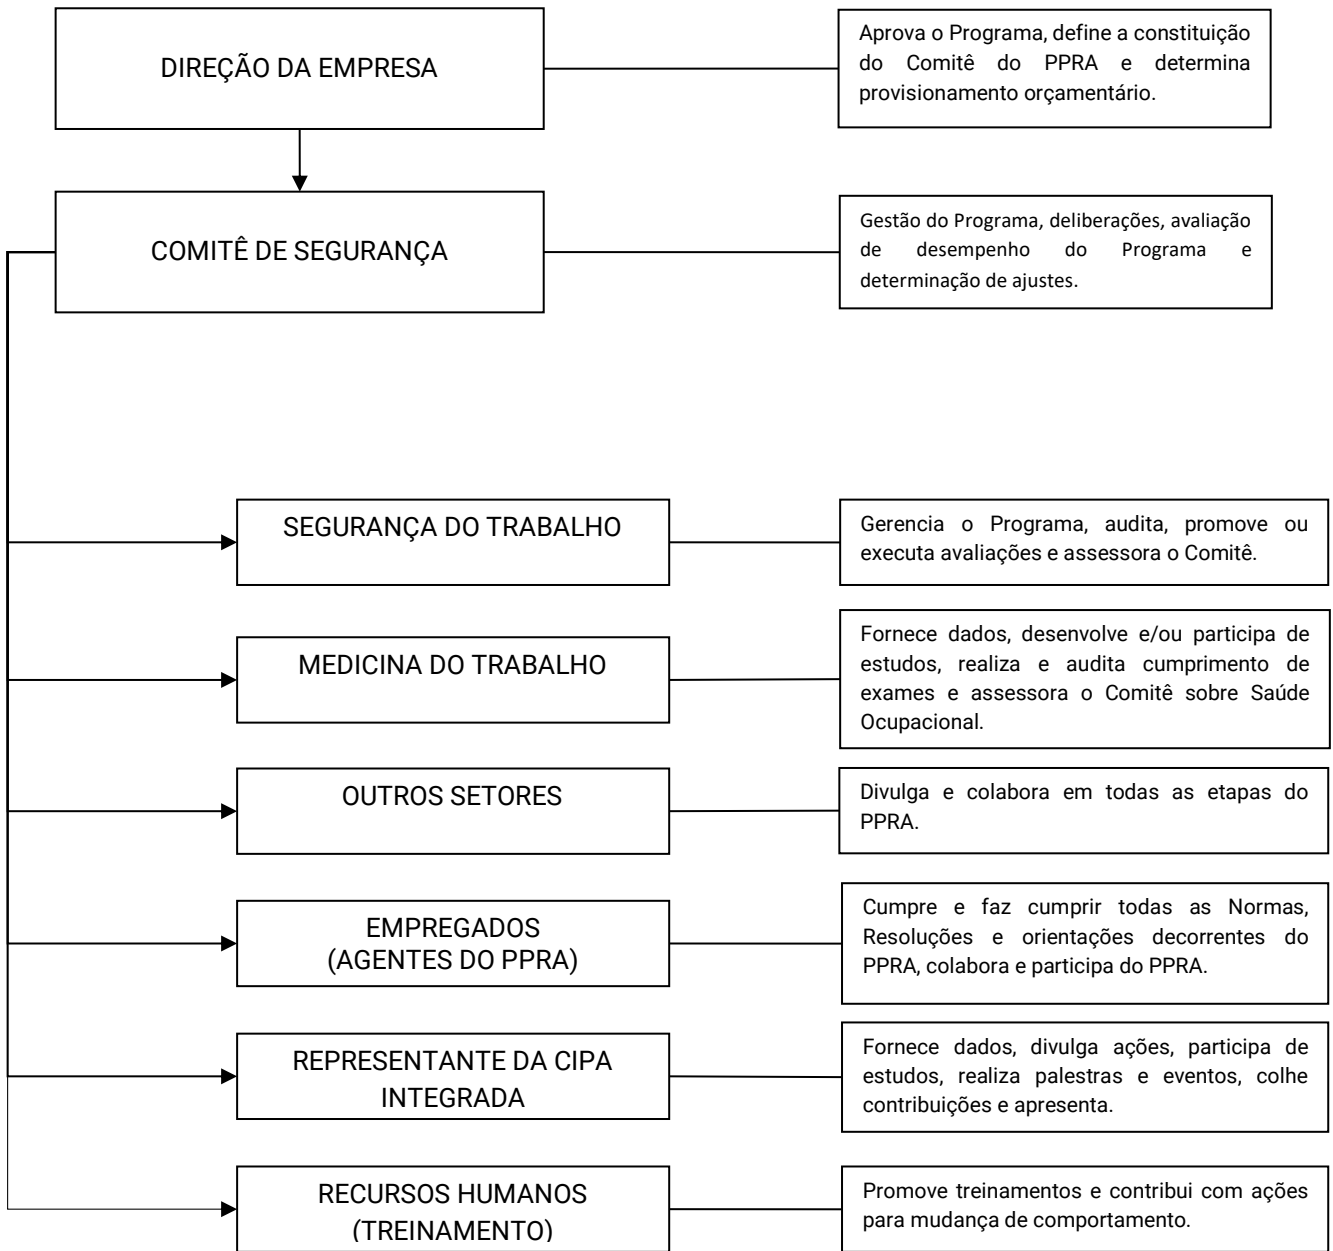 DIREÇÃO DA EMPRESA
Aprova o Programa, define a constituição
do Comitê do PPRA e determina
provisionamento orçamentário.
COMITÊ DE SEGURANÇA
Gestão do Programa, deliberações, avaliação
de desempenho do Programa e
determinação de ajustes.
SEGURANÇA DO TRABALHO
Gerencia o Programa, audita, promove ou
executa avaliações e assessora o Comitê.
MEDICINA DO TRABALHO
Fornece dados, desenvolve e/ou participa de
estudos, realiza e audita cumprimento de
exames e assessora o Comitê sobre Saúde
Ocupacional.
OUTROS SETORES
Divulga e colabora em todas as etapas do
PPRA.
EMPREGADOS
(AGENTES DO PPRA)
Cumpre e faz cumprir todas as Normas,
Resoluções e orientações decorrentes do
PPRA, colabora e participa do PPRA.
REPRESENTANTE DA CIPA
INTEGRADA
Fornece dados, divulga ações, participa de
estudos, realiza palestras e eventos, colhe
contribuições e apresenta.
RECURSOS HUMANOS
(TREINAMENTO)
Promove treinamentos e contribui com ações
para mudança de comportamento.